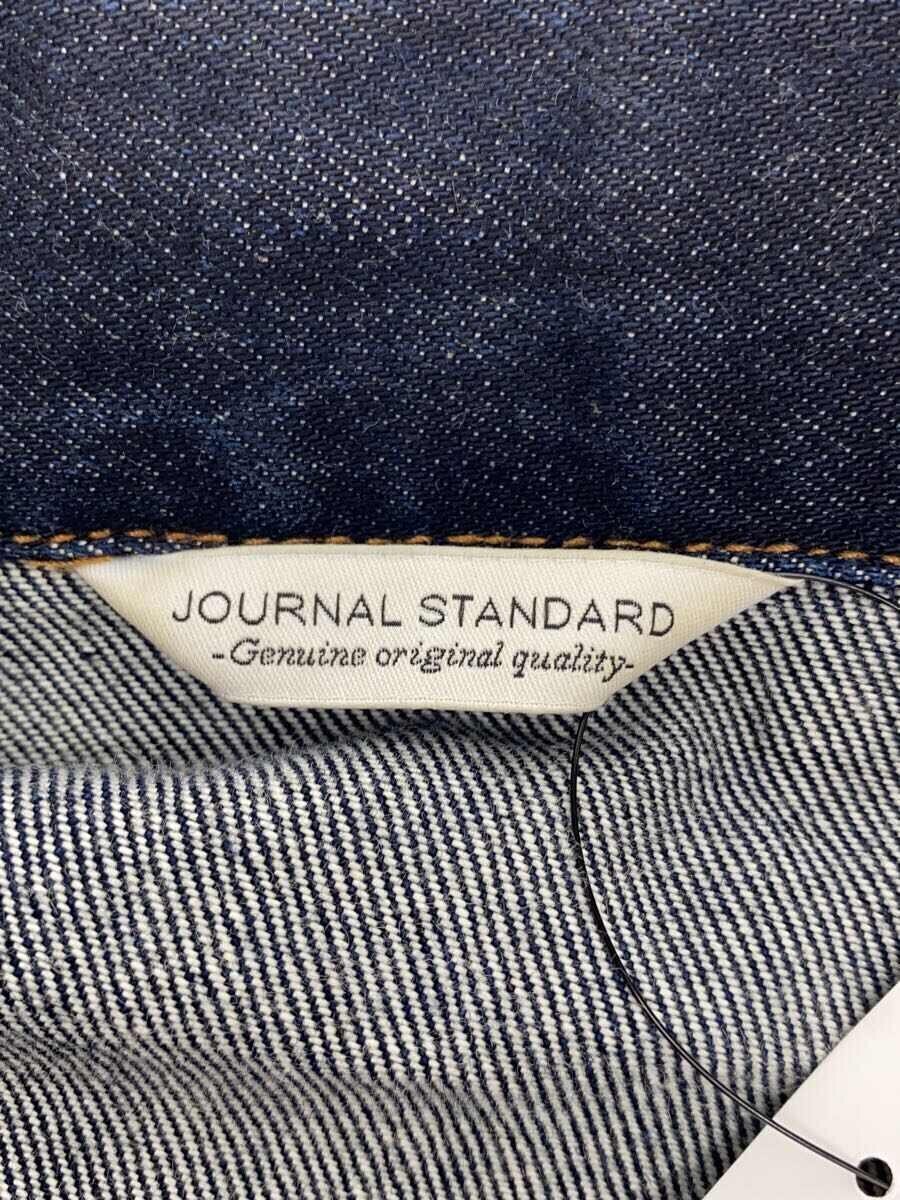 JOURNAL STANDARD
-Genuine original quality-